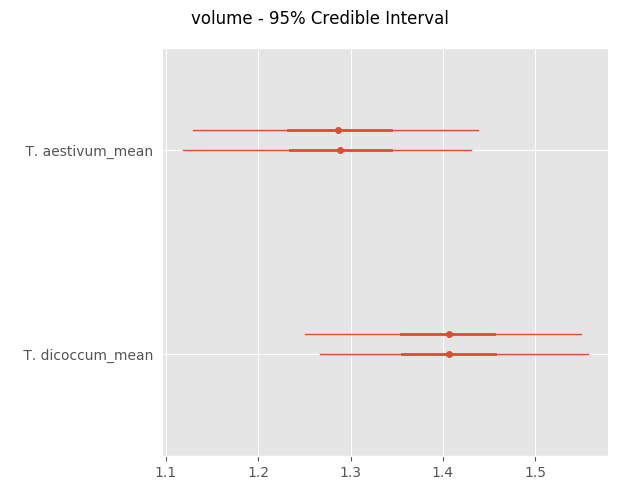 volume - 95% Credible Interval
T. aestivum_mean
T. dicoccum_mean
1.1 1.2 1.3 1.4 1.5